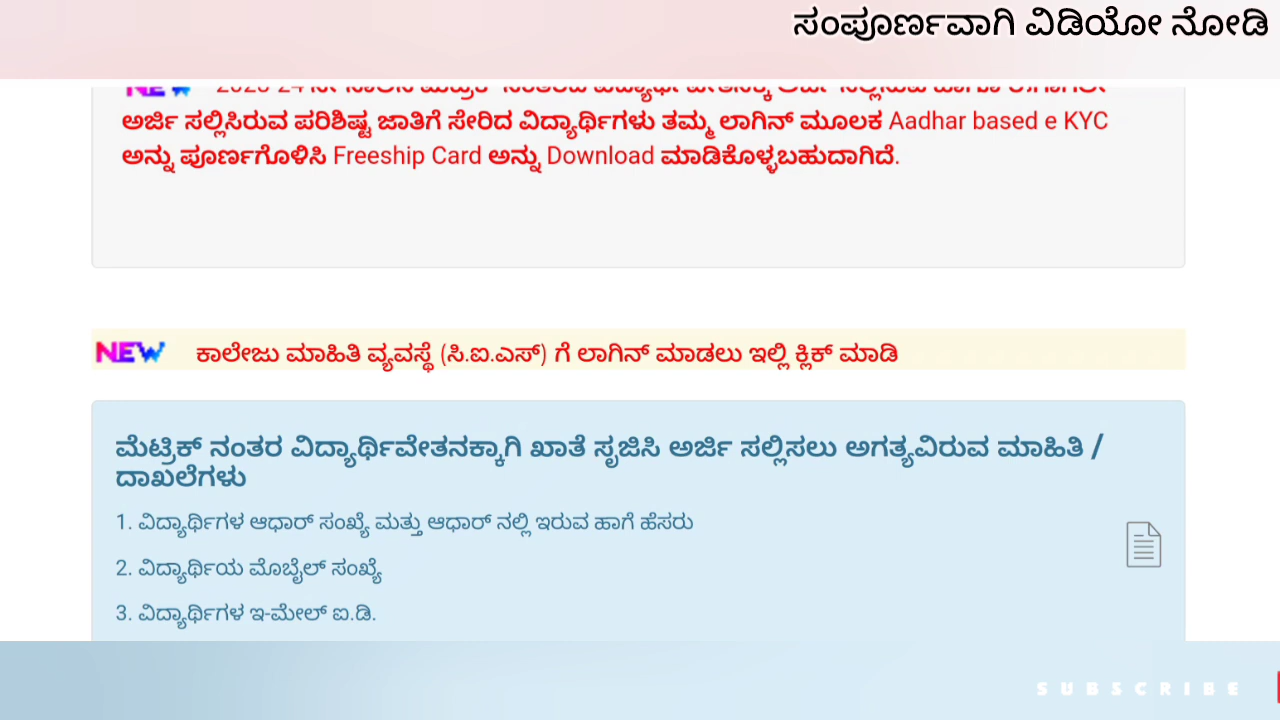 ಸಂಪೂರ್ಣವಾಗಿ ವಿಡಿಯೋ ನೋಡಿ
NEW
ಅರ್ಜಿ ಸಲ್ಲಿಸಿರುವ ಪರಿಶಿಷ್ಟ ಜಾತಿಗೆ ಸೇರಿದ ವಿದ್ಯಾರ್ಥಿಗಳು ತಮ್ಮ ಲಾಗಿನ್ ಮೂಲಕ Aadhar based e KYC
ಅನ್ನು ಪೂರ್ಣಗೊಳಿಸಿ Freeship Card ಅನ್ನು Download ಮಾಡಿಕೊಳ್ಳಬಹುದಾಗಿದೆ.
NEW ಕಾಲೇಜು ಮಾಹಿತಿ ವ್ಯವಸ್ಥೆ (ಸಿ.ಐ.ಎಸ್) ಗೆ ಲಾಗಿನ್ ಮಾಡಲು ಇಲ್ಲಿ ಕ್ಲಿಕ್ ಮಾಡಿ
ಮೆಟ್ರಿಕ್ ನಂತರ ವಿದ್ಯಾರ್ಥಿವೇತನಕ್ಕಾಗಿ ಖಾತೆ ಸೃಜಿಸಿ ಅರ್ಜಿ ಸಲ್ಲಿಸಲು ಅಗತ್ಯವಿರುವ ಮಾಹಿತಿ /
ದಾಖಲೆಗಳು
1. ವಿದ್ಯಾರ್ಥಿಗಳ ಆಧಾರ್ ಸಂಖ್ಯೆ ಮತ್ತು ಆಧಾರ್ ನಲ್ಲಿ ಇರುವ ಹಾಗೆ ಹೆಸರು
2. ವಿದ್ಯಾರ್ಥಿಯ ಮೊಬೈಲ್ ಸಂಖ್ಯೆ
3. ವಿದ್ಯಾರ್ಥಿಗಳ ಇ-ಮೇಲ್ ಐ.ಡಿ.
SUBSCRIBE